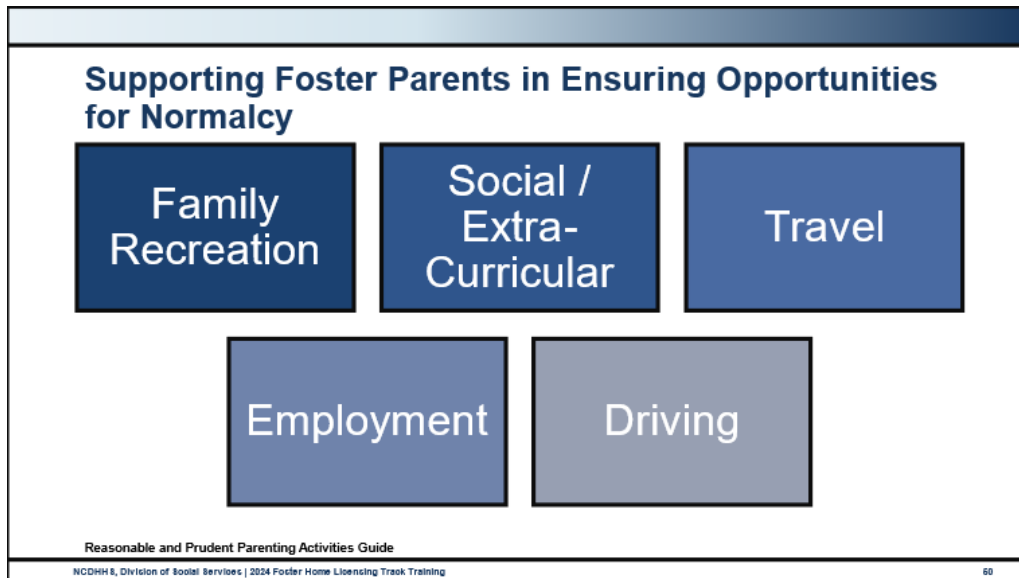 Supporting Foster Parents in Ensuring Opportunities
for Normalcy
Family
Recreation
Social /
Extra-
Curricular
Travel
Employment
Driving
Reasonable and Prudent Parenting Activities Guide
NCDHHS, Division of Social Services | 2024 Foster Home Licensing Track Training
60